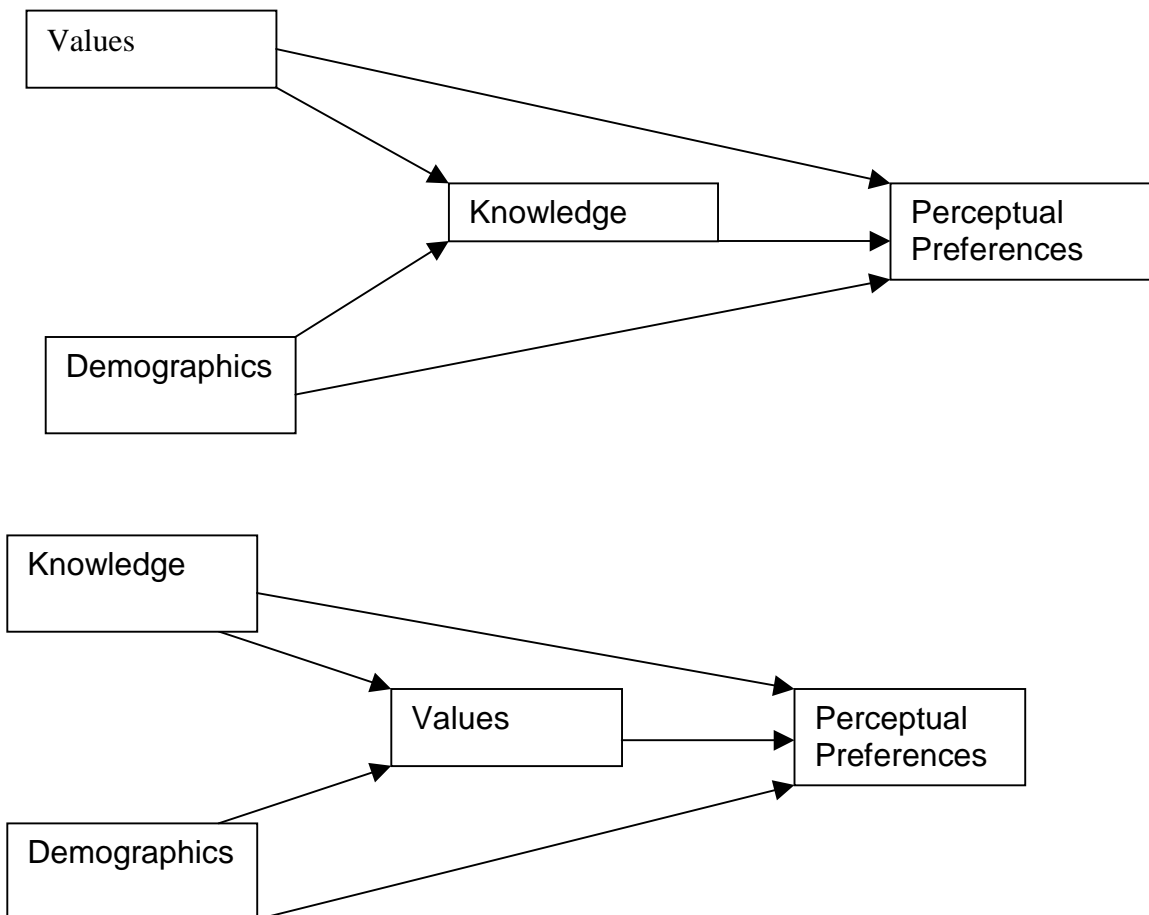 Values
Knowledge
Perceptual
Preferences
Demographics
Knowledge
Values
Perceptual
Preferences
Demographics